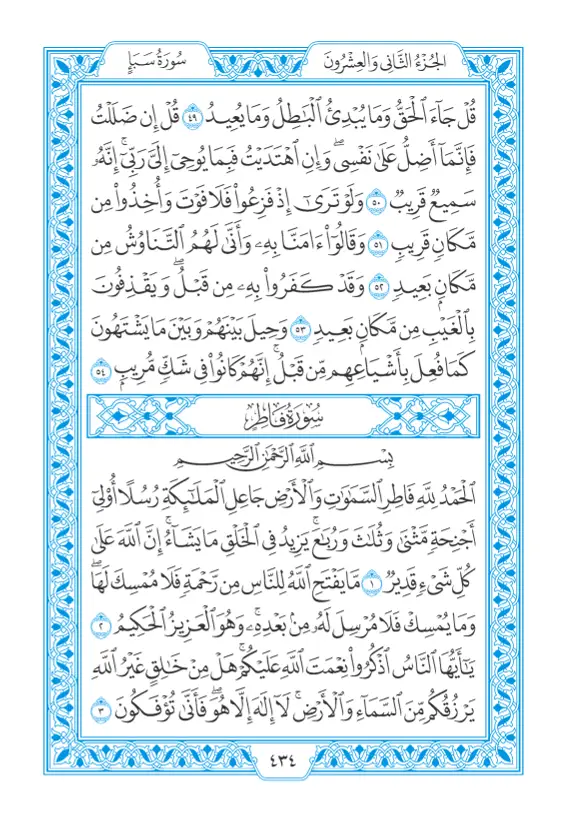 الجُزْءُ الثَّانِي وَالعِشْرُونَ
سُورَةُ سَبَإٍ
قُلْ جَآءَ ٱلْحَقُّ وَمَا يُبْدِئُ ٱلْبَـٰطِلُ وَمَا يُعِيدُ ٤٩ قُلْ إِن ضَلَلْتُ
فَإِنَّمَآ أَضِلُّ عَلَىٰ نَفْسِى ۖ وَإِنِ ٱهْتَدَيْتُ فَبِمَا يُوحِىٓ إِلَىَّ رَبِّىٓ ۚ إِنَّهُۥ
سَمِيعٌ قَرِيبٌ ٥٠ وَلَوْ تَرَىٰٓ إِذْ فَزِعُوا۟ فَلَا فَوْتَ وَأُخِذُوا۟ مِن
مَّكَانٍ قَرِيبٍ ٥١ وَقَالُوٓا۟ ءَامَنَّا بِهِۦ وَأَنَّىٰ لَهُمُ ٱلتَّنَاوُشُ مِن
مَّكَانٍۭ بَعِيدٍ ٥٢ وَقَدْ كَفَرُوا۟ بِهِۦ مِن قَبْلُ ۖ وَيَقْذِفُونَ
بِٱلْغَيْبِ مِن مَّكَانٍۭ بَعِيدٍ ٥٣ وَحِيلَ بَيْنَهُمْ وَبَيْنَ مَا يَشْتَهُونَ
كَمَا فُعِلَ بِأَشْيَاعِهِم مِّن قَبْلُ ۚ إِنَّهُمْ كَانُوا۟ فِى شَكٍّ مُّرِيبٍۭ ٥٤
سُورَةُ فَاطِرٍ
بِسْمِ ٱللَّهِ ٱلرَّحْمَـٰنِ ٱلرَّحِيمِ
ٱلْحَمْدُ لِلَّهِ فَاطِرِ ٱلسَّمَـٰوَٰتِ وَٱلْأَرْضِ جَاعِلِ ٱلْمَلَـٰٓئِكَةِ رُسُلًا أُو۟لِىٓ
أَجْنِحَةٍ مَّثْنَىٰ وَثُلَـٰثَ وَرُبَـٰعَ ۚ يَزِيدُ فِى ٱلْخَلْقِ مَا يَشَآءُ ۚ إِنَّ ٱللَّهَ عَلَىٰ
كُلِّ شَىْءٍ قَدِيرٌ ١ مَّا يَفْتَحِ ٱللَّهُ لِلنَّاسِ مِن رَّحْمَةٍ فَلَا مُمْسِكَ لَهَا ۖ
وَمَا يُمْسِكْ فَلَا مُرْسِلَ لَهُۥ مِنۢ بَعْدِهِۦ ۚ وَهُوَ ٱلْعَزِيزُ ٱلْحَكِيمُ ٢
يَـٰٓأَيُّهَا ٱلنَّاسُ ٱذْكُرُوا۟ نِعْمَتَ ٱللَّهِ عَلَيْكُمْ ۚ هَلْ مِنْ خَـٰلِقٍ غَيْرُ ٱللَّهِ
يَرْزُقُكُم مِّنَ ٱلسَّمَآءِ وَٱلْأَرْضِ ۚ لَآ إِلَـٰهَ إِلَّا هُوَ ۖ فَأَنَّىٰ تُؤْفَكُونَ ٣
٤٣٤